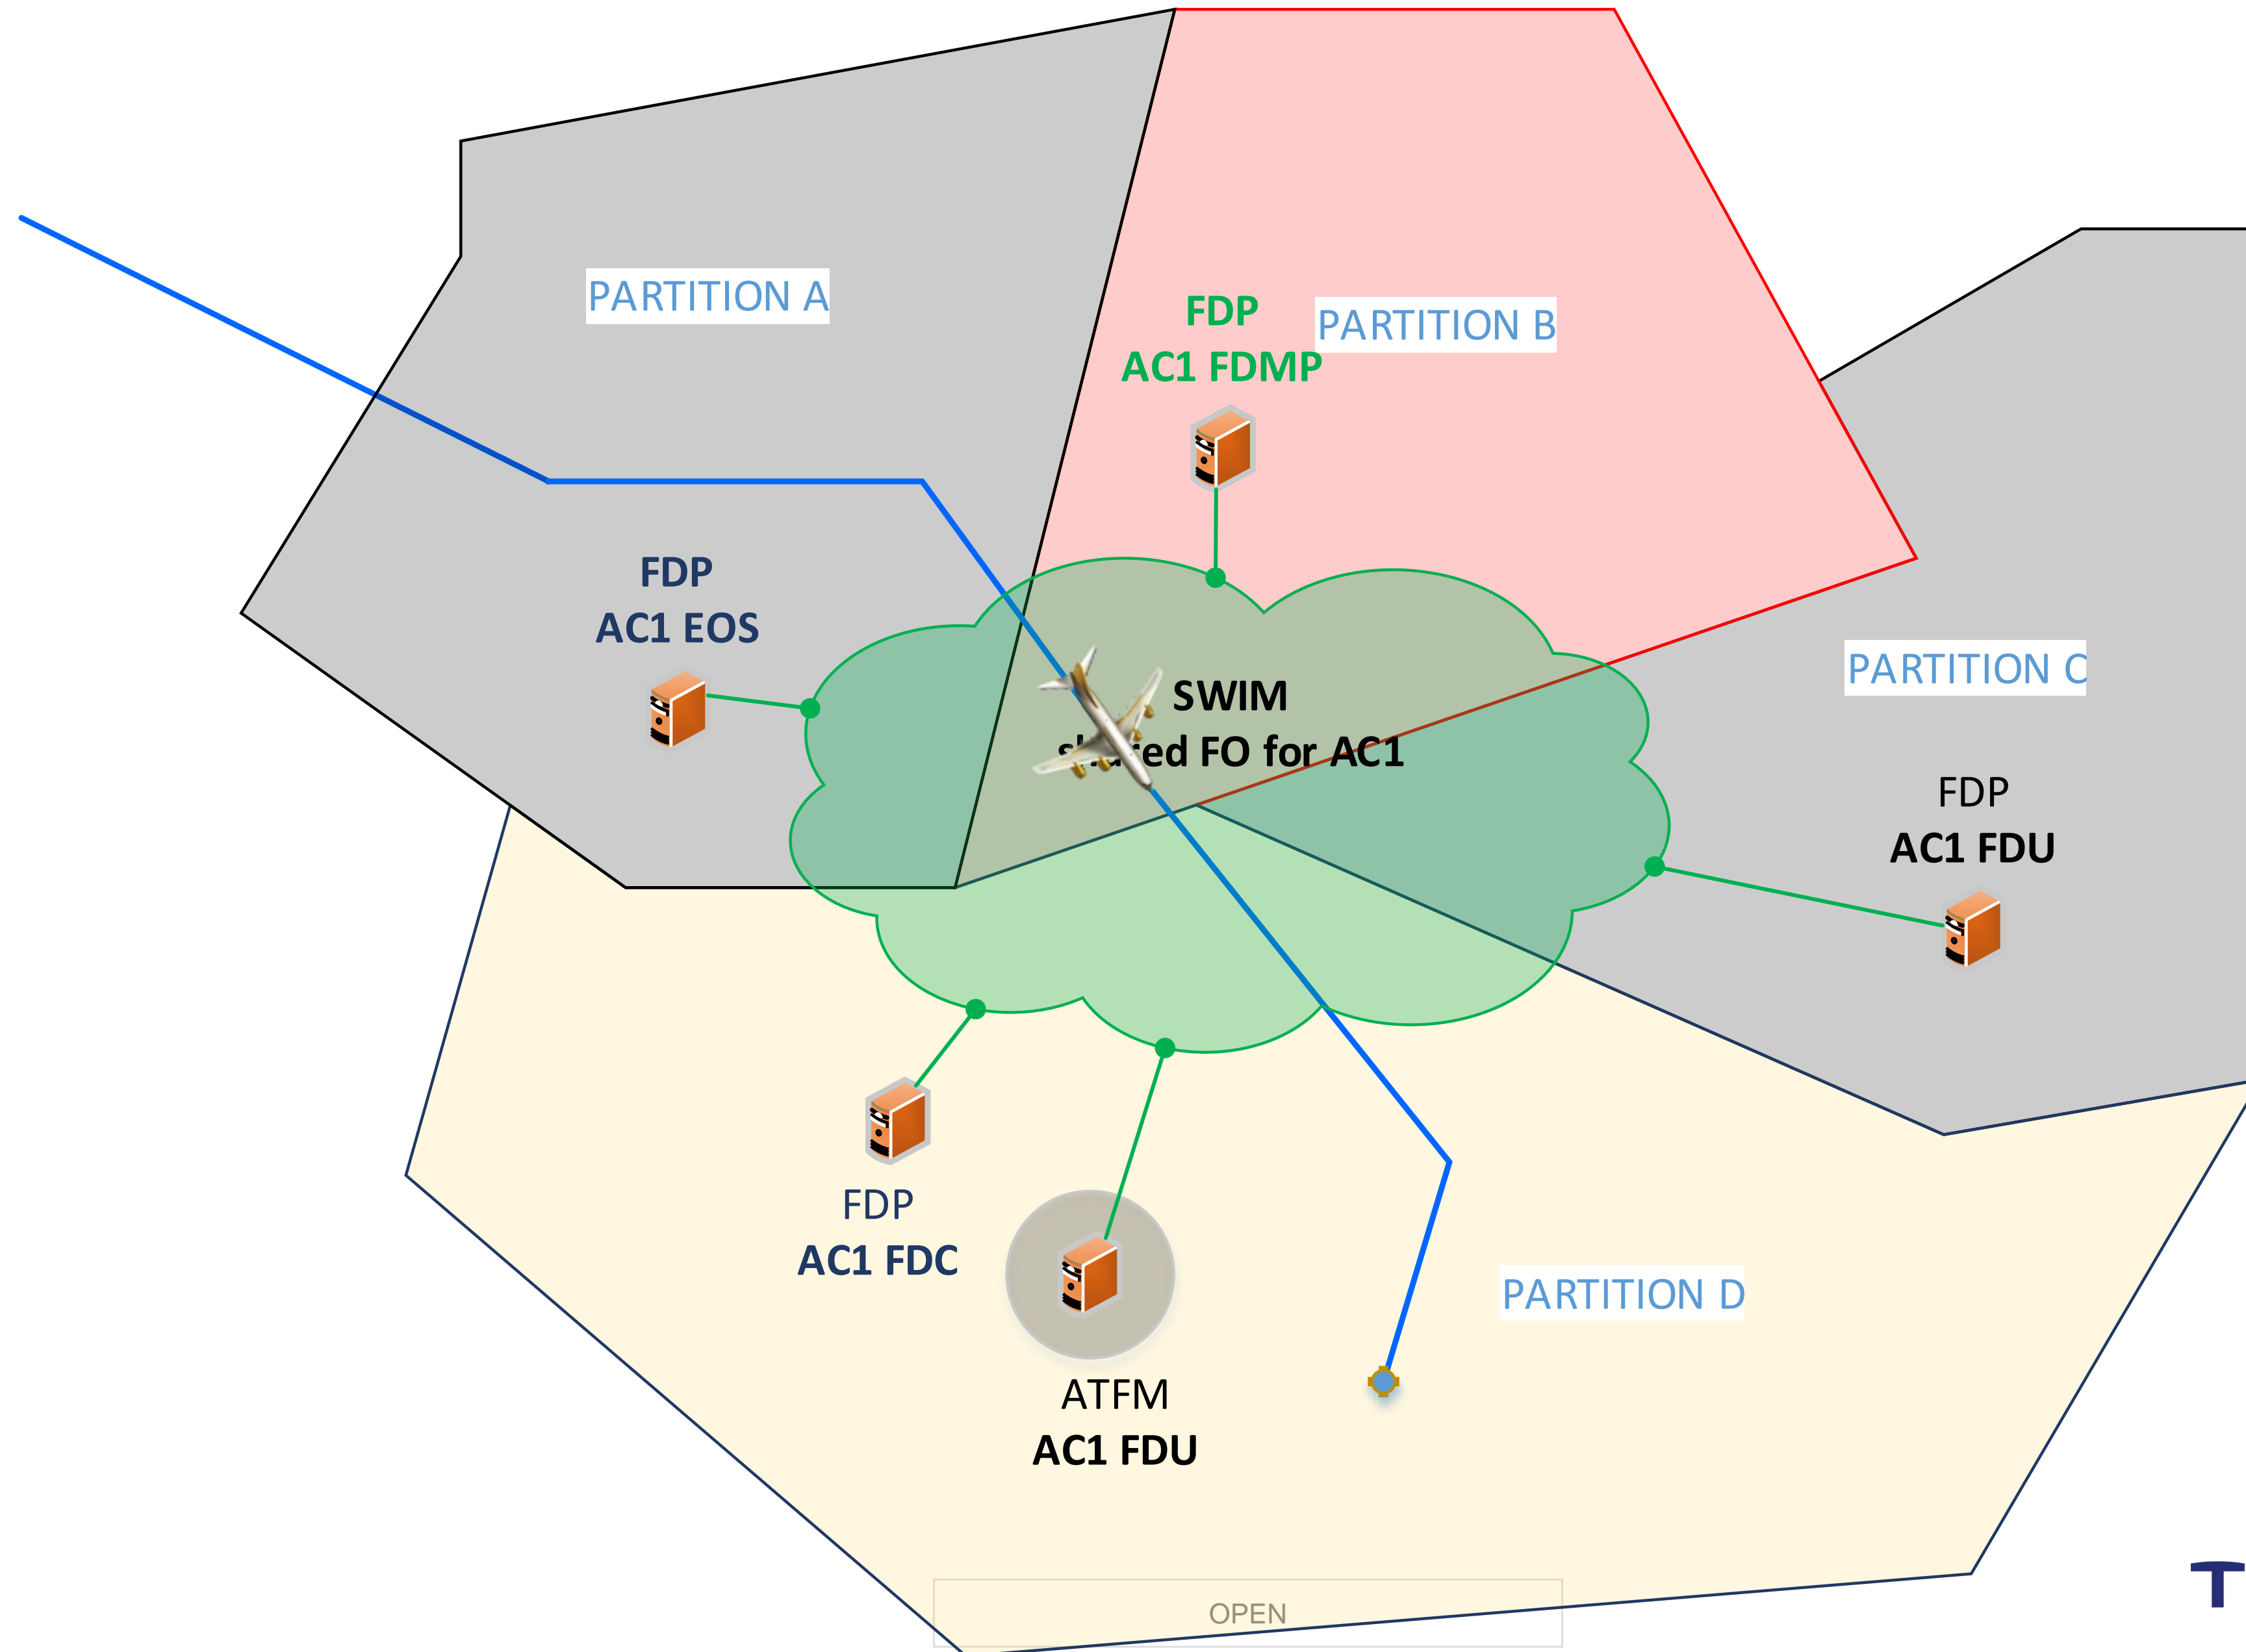 PARTITION A
FDP
AC1 FDMP
PARTITION B
FDP
AC1 EOS
SWIM
shared FO for AC1
PARTITION C
FDP
AC1 FDU
FDP
AC1 FDC
PARTITION D
ATFM
AC1 FDU
OPEN
T